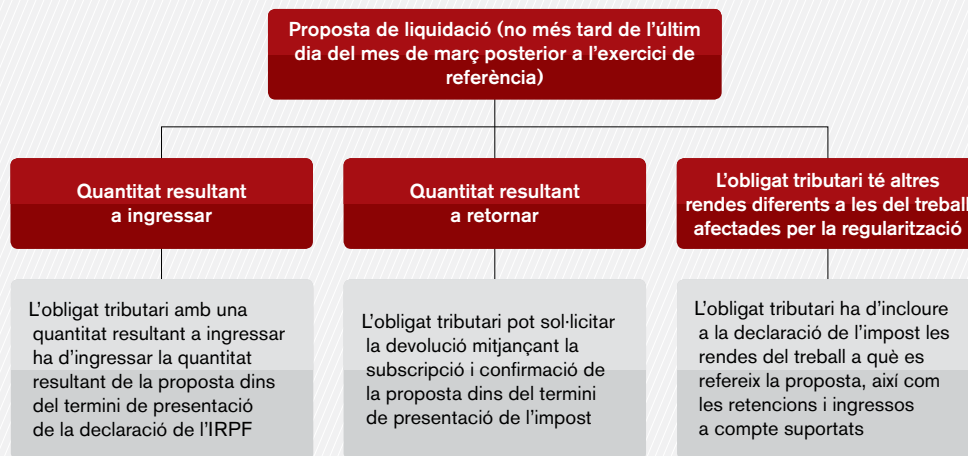 Proposta de liquidació (no més tard de l'últim
dia del mes de març posterior a l'exercici de
referència)
Quantitat resultant
a ingressar
Quantitat resultant
a retornar
L'obligat tributari té altres
rendes diferents a les del treball
afectades per la regularització
L'obligat tributari amb una
quantitat resultant a ingressar
ha d'ingressar la quantitat
resultant de la proposta dins
del termini de presentació
de la declaració de l'IRPF
L'obligat tributari pot sol·licitar
la devolució mitjançant la
subscripció i confirmació de
la proposta dins del termini
de presentació de l'impost
L'obligat tributari ha d'incloure
a la declaració de l'impost les
rendes del treball a què es
refereix la proposta, així com
les retencions i ingressos
a compte suportats